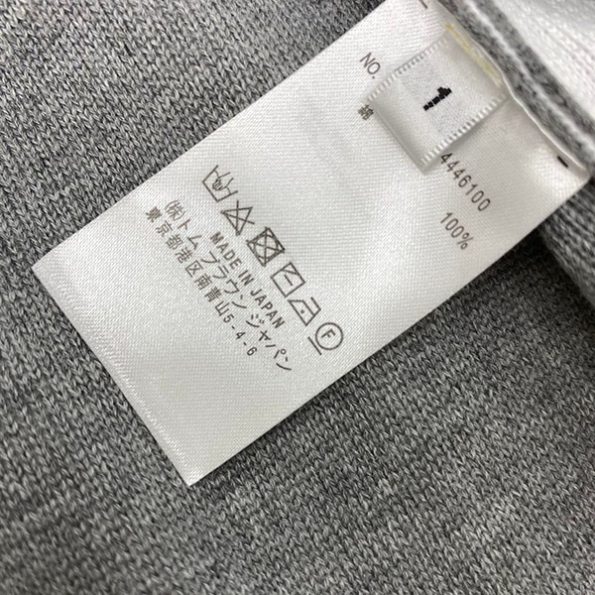 1
NO. 4446100
綿 100%
F
MADE IN JAPAN
(株)トム ブラウン ジャパン
東京都港区南青山5-4-6